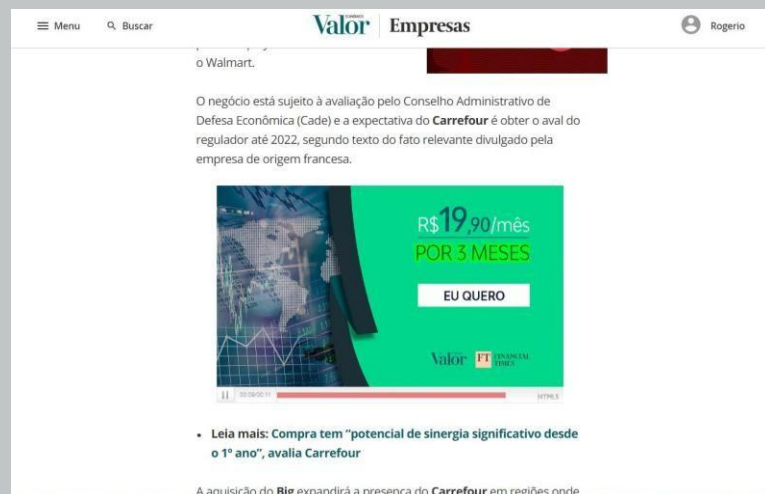 Menu
Buscar
Valor Empresas
Rogerio
o Walmart.
O negócio está sujeito à avaliação pelo Conselho Administrativo de
Defesa Econômica (Cade) e a expectativa do Carrefour é obter o aval do
regulador até 2022, segundo texto do fato relevante divulgado pela
empresa de origem francesa.
R$19,90/mês
POR 3 MESES
EU QUERO
Valor FT FINANCIAL
TIMES
HTML5
• Leia mais: Compra tem “potencial de sinergia significativo desde
o 1º ano”, avalia Carrefour
A aquisição do Big expandirá a presença do Carrefour em regiões onde